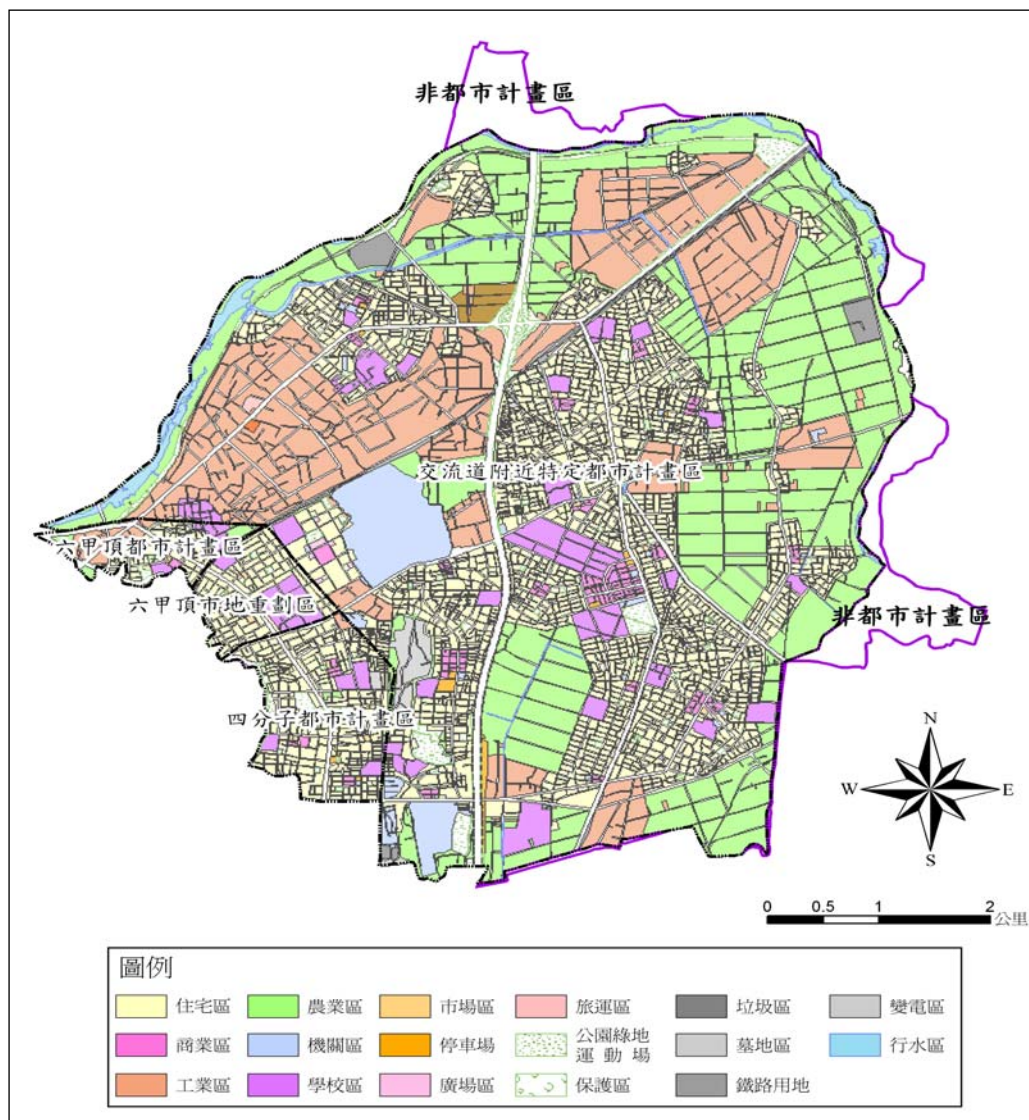 非都市計畫區
交流道附近特定都市計畫區
六甲頂都市計畫區
六甲頂市地重劃區
非都市計畫區
四分子都市計畫區
N
W
E
S
0 0.5 1 2
公里
圖例
住宅區 農業區 市場區 旅運區 垃圾區 變電區
商業區 機關區 停車場 公園綠地
運動場 墓地區 行水區
工業區 學校區 廣場區 保護區 鐵路用地